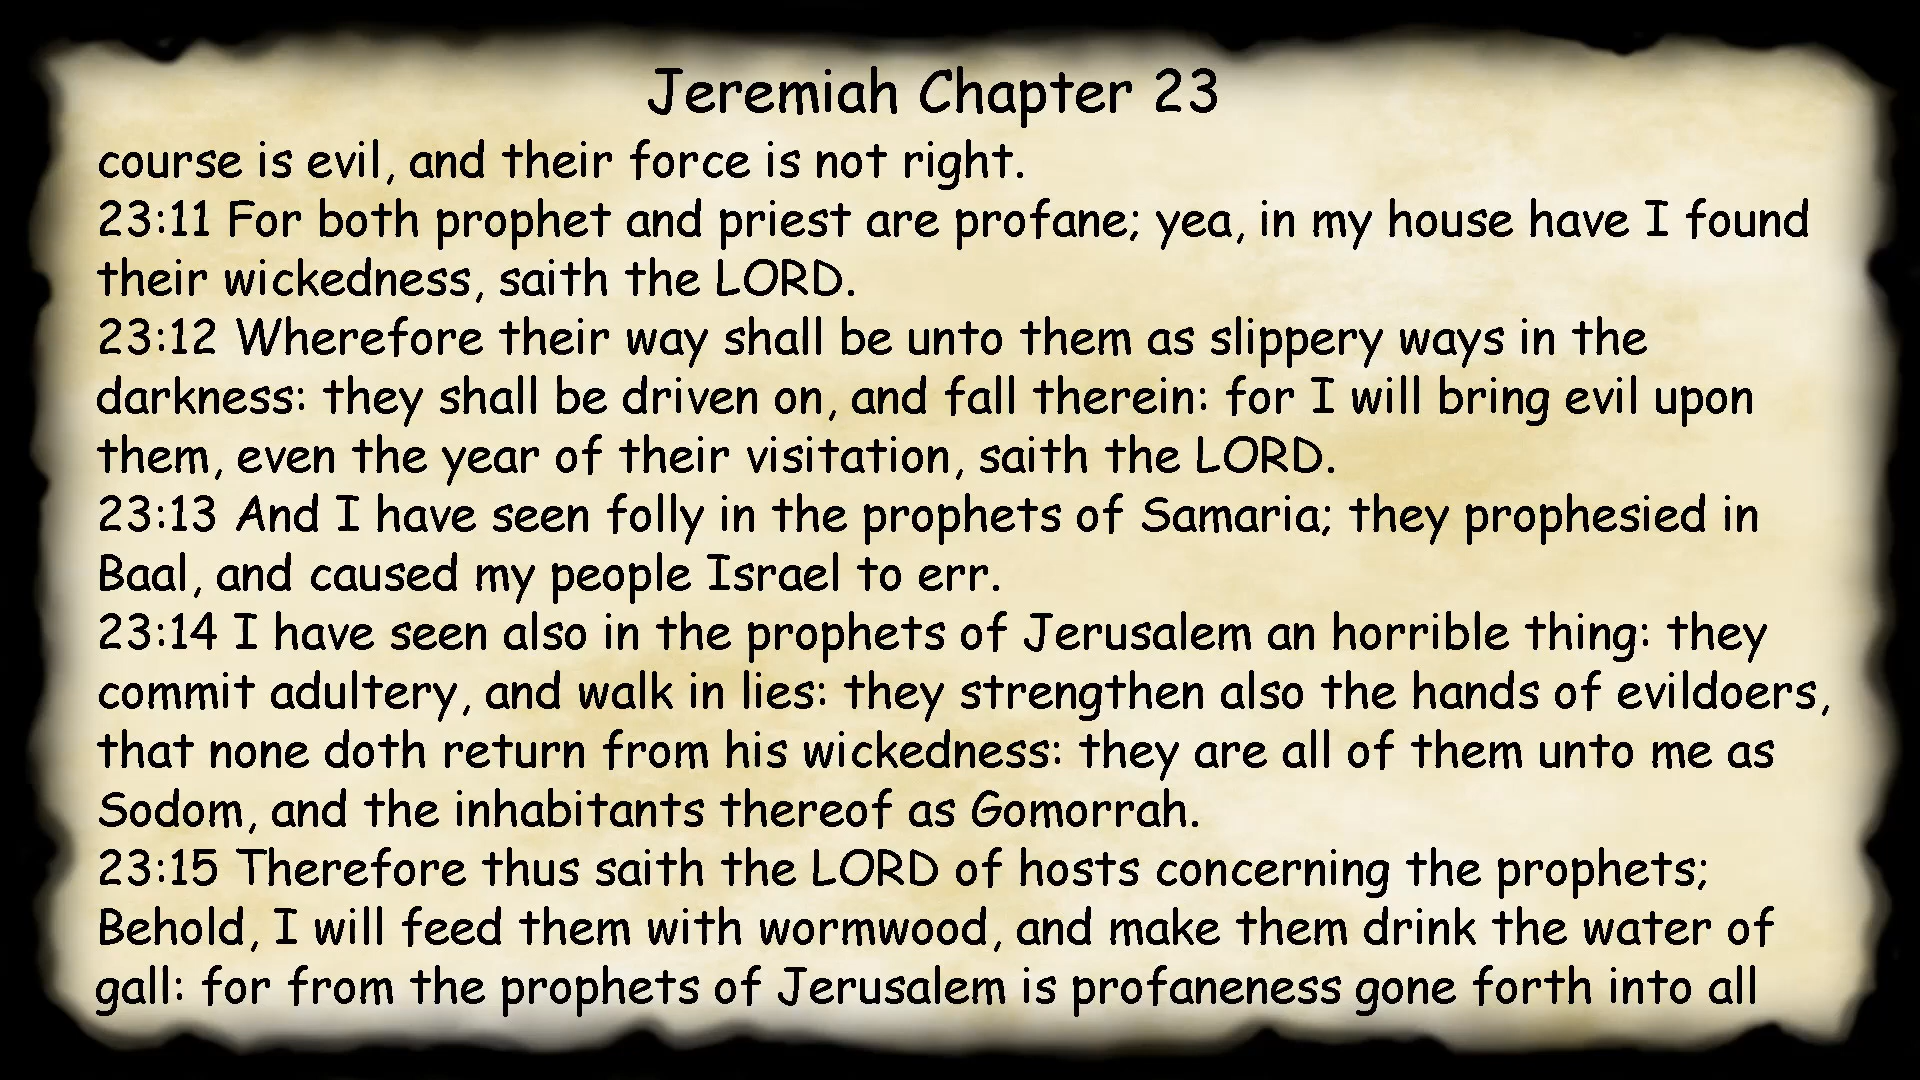 Jeremiah Chapter 23
course is evil, and their force is not right.
23:11 For both prophet and priest are profane; yea, in my house have I found
their wickedness, saith the LORD.
23:12 Wherefore their way shall be unto them as slippery ways in the
darkness: they shall be driven on, and fall therein: for I will bring evil upon
them, even the year of their visitation, saith the LORD.
23:13 And I have seen folly in the prophets of Samaria; they prophesied in
Baal, and caused my people Israel to err.
23:14 I have seen also in the prophets of Jerusalem an horrible thing: they
commit adultery, and walk in lies: they strengthen also the hands of evildoers,
that none doth return from his wickedness: they are all of them unto me as
Sodom, and the inhabitants thereof as Gomorrah.
23:15 Therefore thus saith the LORD of hosts concerning the prophets;
Behold, I will feed them with wormwood, and make them drink the water of
gall: for from the prophets of Jerusalem is profaneness gone forth into all